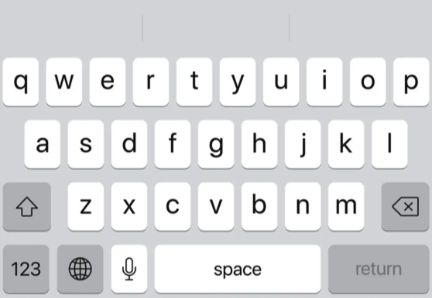 q w e r t y u i o p
a s d f g h j k l
z x c v b n m
123 space return